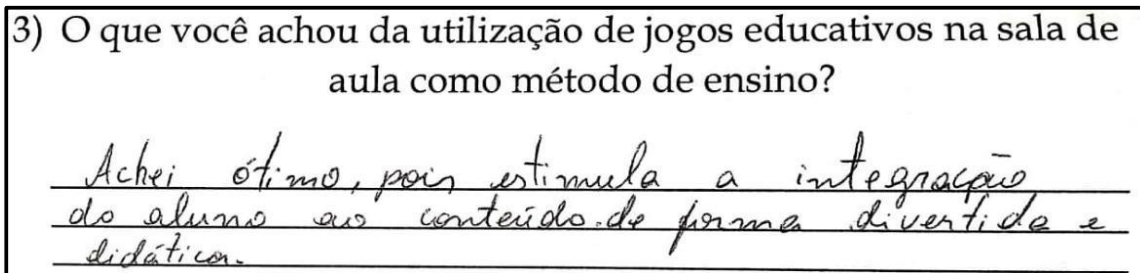 3) O que você achou da utilização de jogos educativos na sala de
aula como método de ensino?
Achei ótimo, pois estimula a integração
do aluno ao conteúdo.de forma divertida e
didática.